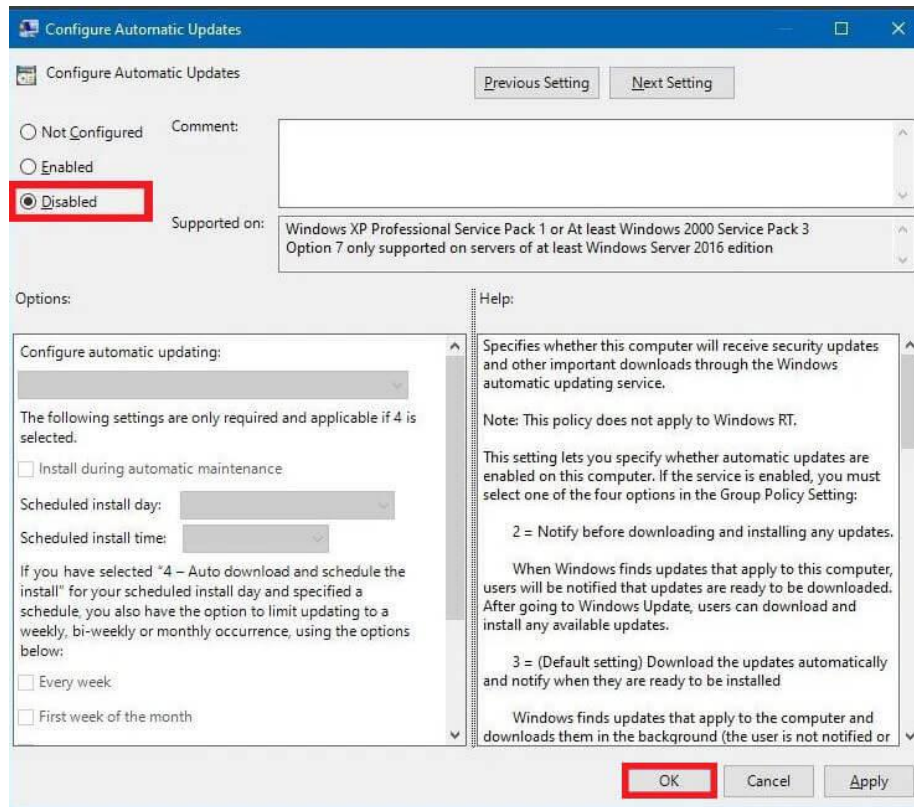 Configure Automatic Updates
Configure Automatic Updates
Previous Setting
Next Setting
Not Configured
Enabled
Disabled
Comment:
Supported on:
Windows XP Professional Service Pack 1 or At least Windows 2000 Service Pack 3
Option 7 only supported on servers of at least Windows Server 2016 edition
Options:
Help:
Configure automatic updating:
The following settings are only required and applicable if 4 is
selected.
Install during automatic maintenance
Scheduled install day:
Scheduled install time:
If you have selected "4 – Auto download and schedule the
install" for your scheduled install day and specified a
schedule, you also have the option to limit updating to a
weekly, bi-weekly or monthly occurrence, using the options
below:
Every week
First week of the month
Specifies whether this computer will receive security updates
and other important downloads through the Windows
automatic updating service.
Note: This policy does not apply to Windows RT.
This setting lets you specify whether automatic updates are
enabled on this computer. If the service is enabled, you must
select one of the four options in the Group Policy Setting:
2 = Notify before downloading and installing any updates.
When Windows finds updates that apply to this computer,
users will be notified that updates are ready to be downloaded.
After going to Windows Update, users can download and
install any available updates.
3 = (Default setting) Download the updates automatically
and notify when they are ready to be installed
Windows finds updates that apply to the computer and
downloads them in the background (the user is not notified or
OK
Cancel
Apply